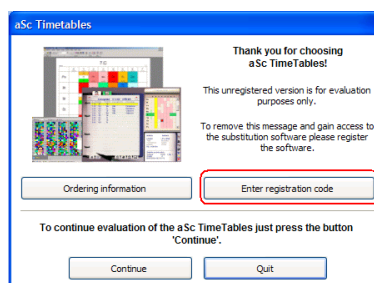 aSc Timetables
Thank you for choosing
aSc TimeTables!
This unregistered version is for evaluation
purposes only.
To remove this message and gain access to
the substitution software please register
the software.
Ordering information
Enter registration code
To continue evaluation of the aSc TimeTables just press the button
'Continue'.
Continue
Quit